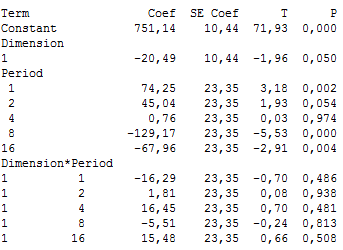 Term Coef SE Coef T P
Constant 751,14 10,44 71,93 0,000
Dimension
1 -20,49 10,44 -1,96 0,050
Period
1 74,25 23,35 3,18 0,002
2 45,04 23,35 1,93 0,054
4 0,76 23,35 0,03 0,974
8 -129,17 23,35 -5,53 0,000
16 -67,96 23,35 -2,91 0,004
Dimension*Period
1 1 -16,29 23,35 -0,70 0,486
1 2 1,81 23,35 0,08 0,938
1 4 16,45 23,35 0,70 0,481
1 8 -5,51 23,35 -0,24 0,813
1 16 15,48 23,35 0,66 0,508